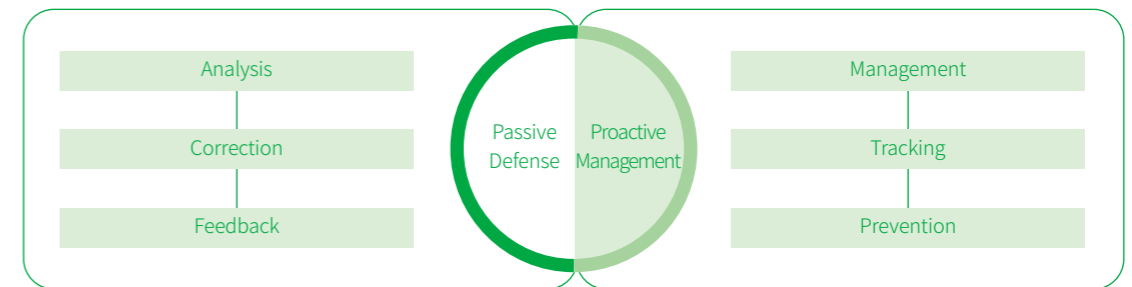 Analysis
Correction
Feedback
Passive
Defense
Proactive
Management
Management
Tracking
Prevention